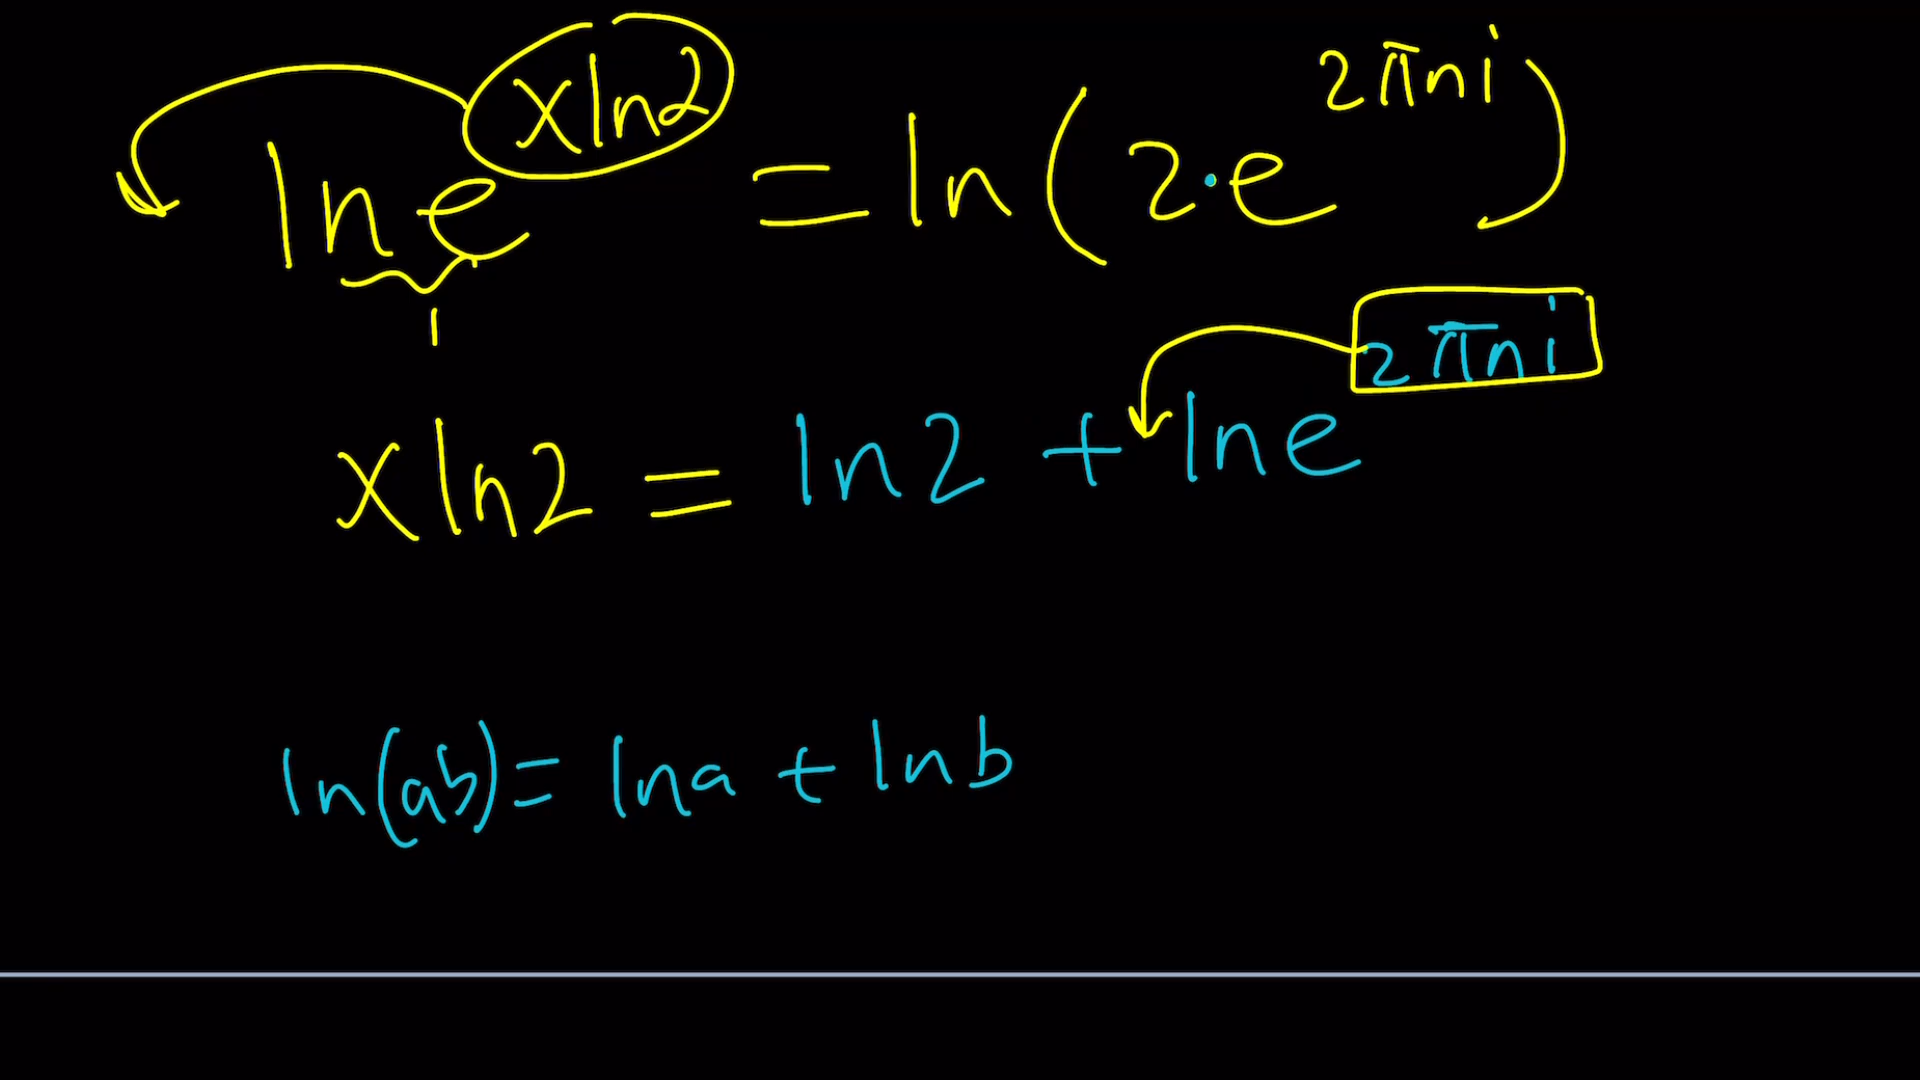 ln e^{x ln 2} = ln(2·e^{2πni})
1
x ln 2 = ln 2 + ln e^{2πni}
ln(ab) = ln a + ln b